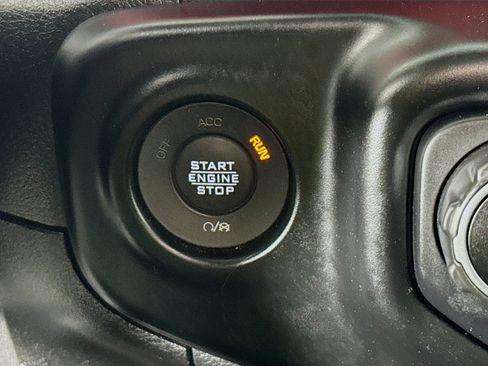 OFF
ACC
RUN
START
ENGINE
STOP